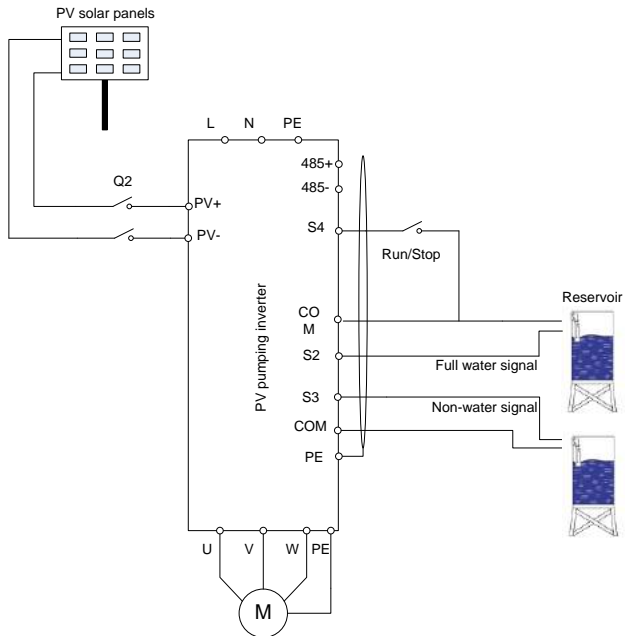 PV solar panels
L N PE
485+
485-
Q2
PV+
S4
PV-
Run/Stop
Reservoir
CO
M
PV pumping inverter
S2
Full water signal
S3
Non-water signal
COM
PE
U V W PE
M